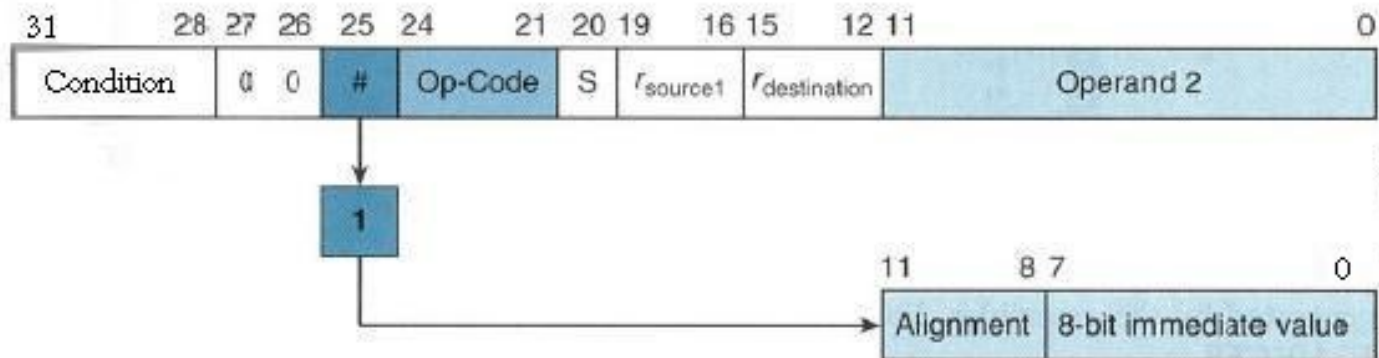 31 28 27 26 25 24 21 20 19 16 15 12 11 0
Condition 0 0 # Op-Code S rsource1 rdestination Operand 2
1
11 8 7 0
Alignment 8-bit immediate value